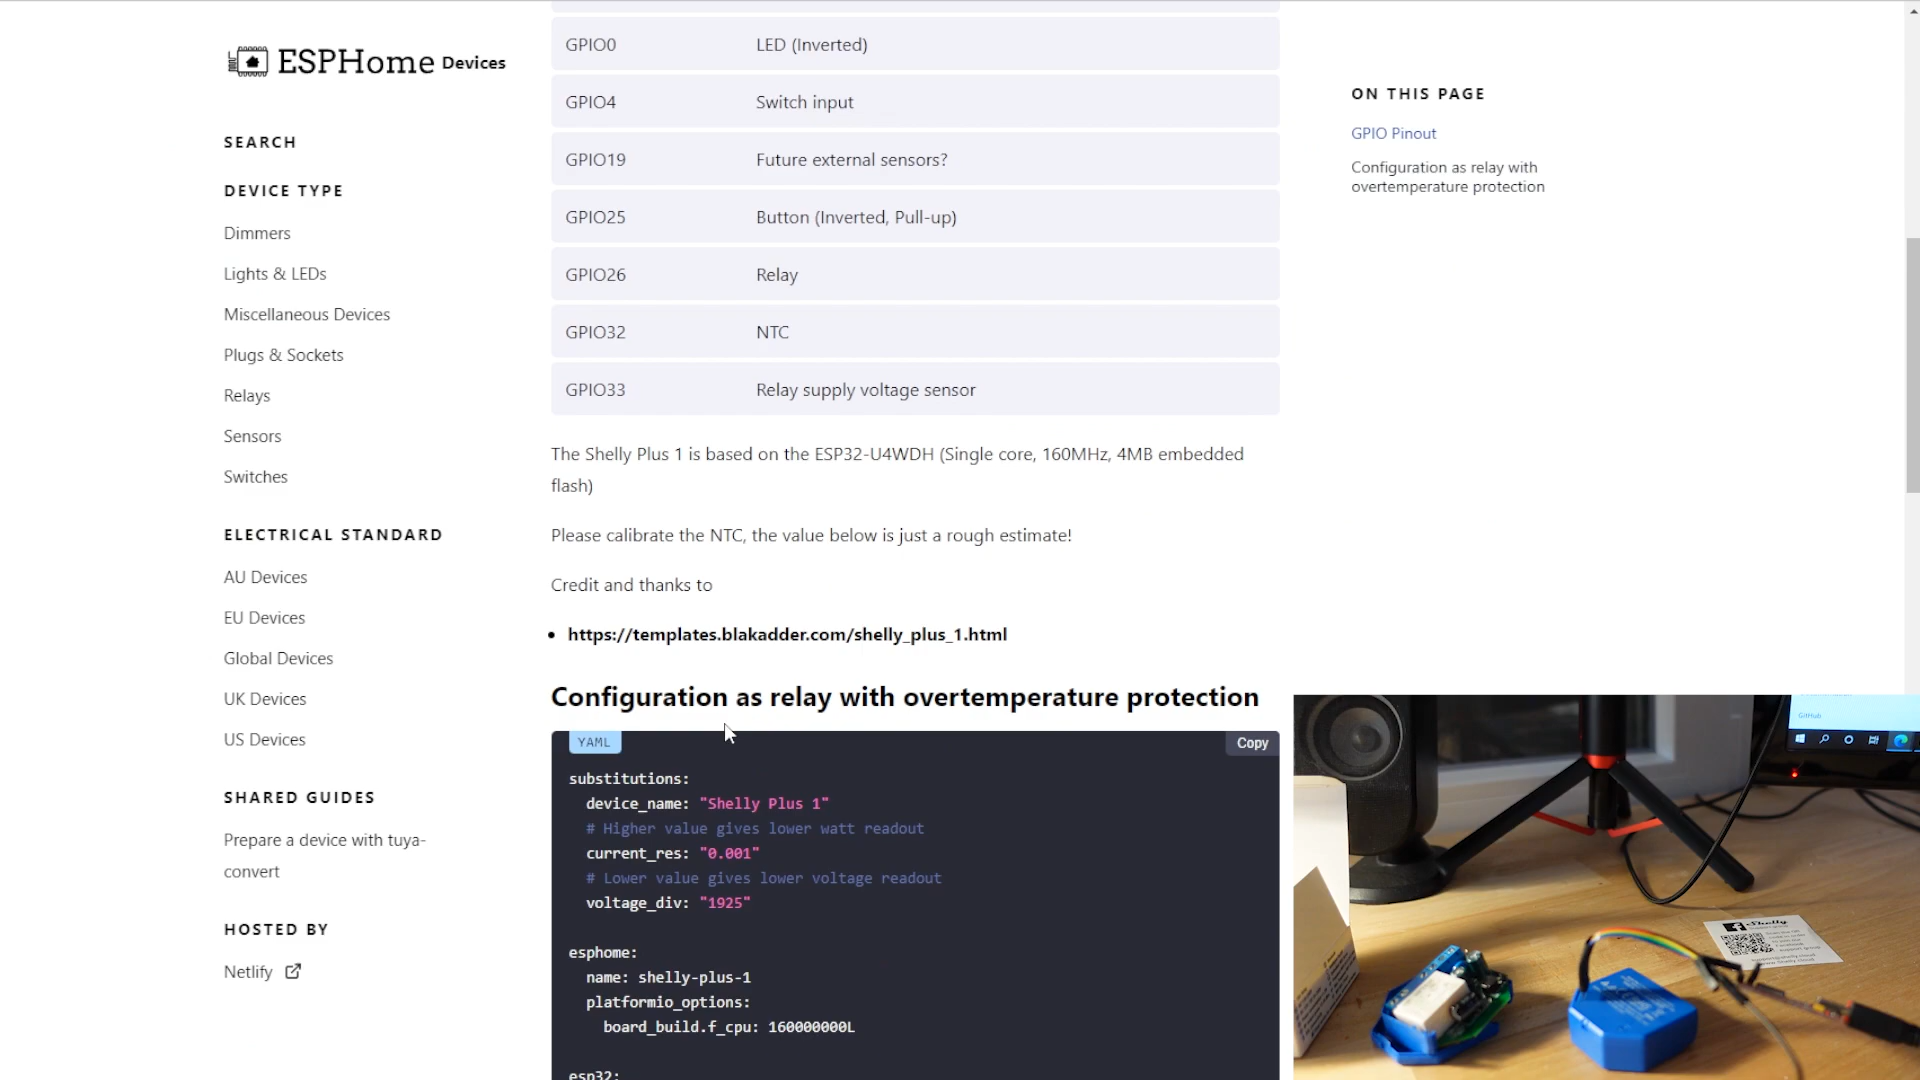 ESPHome Devices
SEARCH
DEVICE TYPE
Dimmers
Lights & LEDs
Miscellaneous Devices
Plugs & Sockets
Relays
Sensors
Switches
ELECTRICAL STANDARD
AU Devices
EU Devices
Global Devices
UK Devices
US Devices
SHARED GUIDES
Prepare a device with tuya-
convert
HOSTED BY
Netlify
GPIO0 LED (Inverted)
GPIO4 Switch input
GPIO19 Future external sensors?
GPIO25 Button (Inverted, Pull-up)
GPIO26 Relay
GPIO32 NTC
GPIO33 Relay supply voltage sensor
The Shelly Plus 1 is based on the ESP32-U4WDH (Single core, 160MHz, 4MB embedded
flash)
Please calibrate the NTC, the value below is just a rough estimate!
Credit and thanks to
https://templates.blakadder.com/shelly_plus_1.html
Configuration as relay with overtemperature protection
YAML
Copy
substitutions:
device_name: "Shelly Plus 1"
# Higher value gives lower watt readout
current_res: "0.001"
# Lower value gives lower voltage readout
voltage_div: "1925"
esphome:
name: shelly-plus-1
platformio_options:
board_build.f_cpu: 160000000L
esp32:
ON THIS PAGE
GPIO Pinout
Configuration as relay with
overtemperature protection
GitHub
Shelly